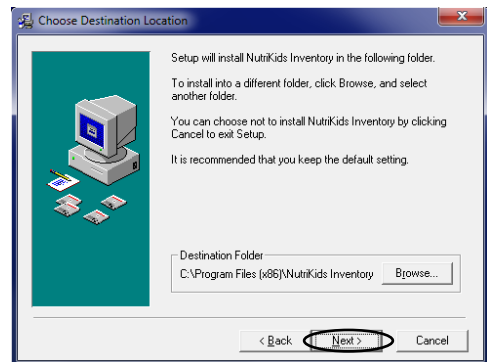 Choose Destination Location
Setup will install NutriKids Inventory in the following folder.
To install into a different folder, click Browse, and select
another folder.
You can choose not to install NutriKids Inventory by clicking
Cancel to exit Setup.
It is recommended that you keep the default setting.
Destination Folder
C:\Program Files (x86)\NutriKids Inventory
Browse...
< Back
Next >
Cancel